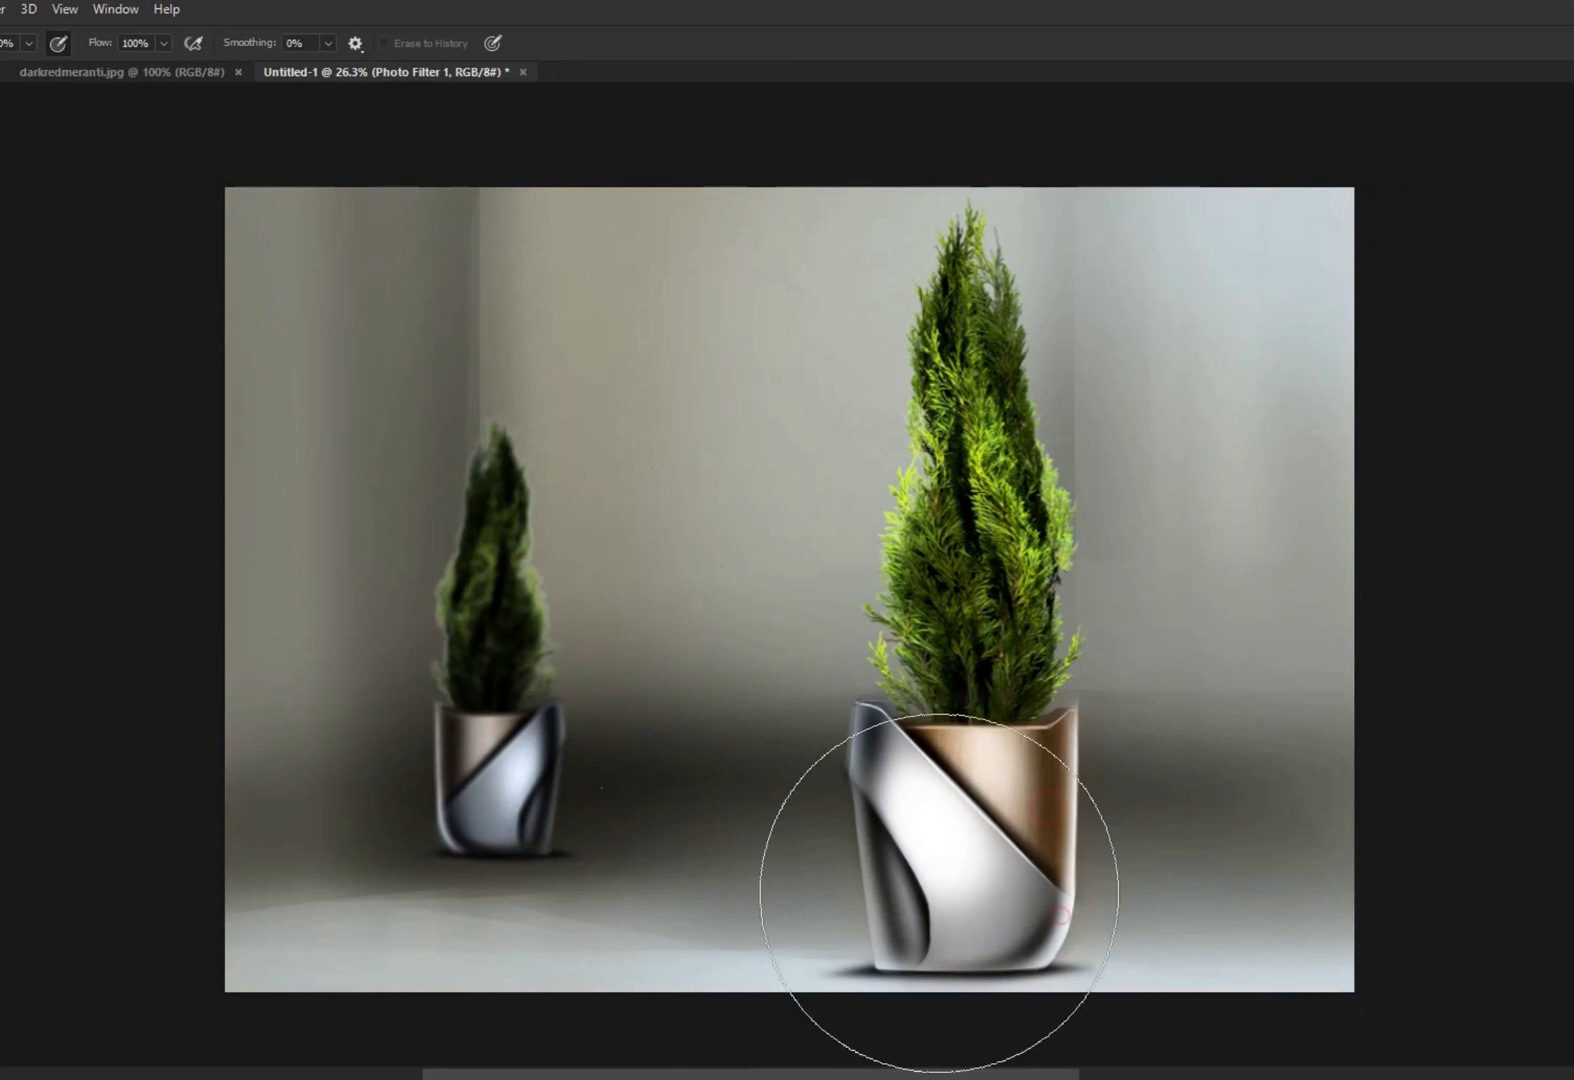 3D View Window Help
0% Flow: 100% Smoothing: 0% Erase to History
darkredmeranti.jpg @ 100% (RGB/8#) × Untitled-1 @ 26.3% (Photo Filter 1, RGB/8#) * ×